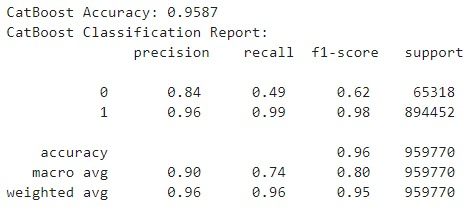 CatBoost Accuracy: 0.9587
CatBoost Classification Report:
precision recall f1-score support
0 0.84 0.49 0.62 65318
1 0.96 0.99 0.98 894452
accuracy 0.96 959770
macro avg 0.90 0.74 0.80 959770
weighted avg 0.96 0.96 0.95 959770